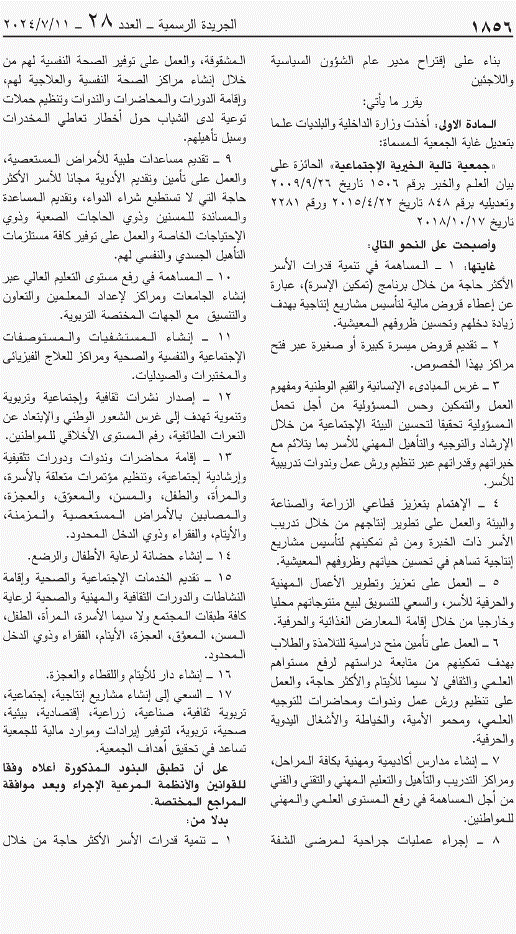 ١٨٥٦
الجريدة الرسمية ـ العدد ٢٨ ـ ٢٠٢٤/٧/١١
بناء على إقتراح مدير عام الشؤون السياسية
واللاجئين
يقرر ما يأتي:
المادة الاولى: أخذت وزارة الداخلية والبلديات علما
بتعديل غاية الجمعية المسماة:
«جمعية تالية الخيرية الإجتماعية» الحائزة على
بيان العلم والخبر برقم ١٥٠٦ تاريخ ٢٠٠٩/٩/٢٦
وتعديليه برقم ٨٤٨ تاريخ ٢٠١٥/٤/٢٢ ورقم ٢٢٨١
تاريخ ٢٠١٨/١٠/١٧
وأصبحت على النحو التالي:
غايتها: ١ ـ المساهمة في تنمية قدرات الأسر
الأكثر حاجة من خلال برنامج (تمكين الإسرة)، عبارة
عن إعطاء قروض مالية لتأسيس مشاريع إنتاجية بهدف
زيادة دخلهم وتحسين ظروفهم المعيشية.
٢ ـ تقديم قروض ميسرة كبيرة أو صغيرة عبر فتح
مراكز بهذا الخصوص.
٣ ـ غرس المبادىء الإنسانية والقيم الوطنية ومفهوم
العمل والتمكين وحس المسؤولية من أجل تحمل
المسؤولية تحقيقا لتحسين البيئة الإجتماعية من خلال
الإرشاد والتوجيه والتأهيل المهني للأسر بما يتلائم مع
خبراتهم وقدراتهم عبر تنظيم ورش عمل وندوات تدريبية
للأسر.
٤ ـ الإهتمام بتعزيز قطاعي الزراعة والصناعة
والبيئة والعمل على تطوير إنتاجهم من خلال تدريب
الأسر ذات الخبرة ومن ثم تمكينهم لتأسيس مشاريع
إنتاجية تساهم في تحسين حياتهم وظروفهم المعيشية.
٥ ـ العمل على تعزيز وتطوير الأعمال المهنية
والحرفية للأسر، والسعي للتسويق لبيع منتوجاتهم محليا
وخارجيا من خلال إقامة المعارض الغذائية والحرفية.
٦ ـ العمل على تأمين منح دراسية للتلامذة والطلاب
بهدف تمكينهم من متابعة دراستهم لرفع مستواهم
العلمي والثقافي لا سيما للأيتام والأكثر حاجة، والعمل
على تنظيم ورش عمل وندوات ومحاضرات للتوجيه
العلمي، ومحمو الأمية، والخياطة والأشغال اليدوية
والحرفية.
٧ ـ إنشاء مدارس أكاديمية ومهنية بكافة المراحل،
ومراكز التدريب والتأهيل والتعليم المهني والتقني والفني
من أجل المساهمة في رفع المستوى العلمي والمهني
للمواطنين.
٨ ـ إجراء عمليات جراحية لمرضى الشفة
المشقوقة، والعمل على توفير الصحة النفسية لهم من
خلال إنشاء مراكز الصحة النفسية والعلاجية لهم،
وإقامة الدورات والمحاضرات والندوات وتنظيم حملات
توعية لدى الشباب حول أخطار تعاطي المخدرات
وسبل تأهيلهم.
٩ ـ تقديم مساعدات طبية للأمراض المستعصية،
والعمل على تأمين وتقديم الأدوية مجانا للأسر الأكثر
حاجة التي لا تستطيع شراء الدواء، وتقديم المساعدة
والمساندة للمسنين وذوي الحاجات الصعبة وذوي
الإحتياجات الخاصة والعمل على توفير كافة مستلزمات
التأهيل الجسدي والنفسي لهم.
١٠ ـ المساهمة في رفع مستوى التعليم العالي عبر
إنشاء الجامعات ومراكز لإعداد المعلمين والتعاون
والتنسيق مع الجهات المختصة التربوية.
١١ ـ إنشاء المستشفيات والمستوصفات
الإجتماعية والنفسية والصحية ومراكز للعلاج الفيزيائي
والمختبرات والصيدليات.
١٢ ـ إصدار نشرات ثقافية وإجتماعية وتربوية
وتنموية تهدف إلى غرس الشعور الوطني والإبتعاد عن
النعرات الطائفية، رفم المستوى الأخلاقي للمواطنين.
١٣ ـ إقامة محاضرات وندوات ودورات تثقيفية
وإرشادية إجتماعية، وتنظيم مؤتمرات متعلقة بالأسرة،
والمرأة، والطفل، والمسن، والمعوّق، والعجزة،
والمصابين بالأمراض المستعصية والمزمنة،
والأيتام، والفقراء وذوي الدخل المحدود.
١٤ ـ إنشاء حضانة لرعاية الأطفال والرضع.
١٥ ـ تقديم الخدمات الإجتماعية والصحية وإقامة
النشاطات والدورات الثقافية والمهنية والصحية لرعاية
كافة طبقات المجتمع ولا سيما الأسرة، المرأة، الطفل،
المسن، المعوّق، العجزة، الأيتام، الفقراء وذوي الدخل
المحدود.
١٦ ـ إنشاء دار للأيتام واللقطاء والعجزة.
١٧ ـ السعي إلى إنشاء مشاريع إنتاجية، إجتماعية،
تربوية ثقافية، صناعية، زراعية، إقتصادية، بيئية،
صحية، تربوية، لتوفير إيرادات وموارد مالية للجمعية
تساعد في تحقيق أهداف الجمعية.
على أن تطبق البنود المذكورة أعلاه وفقا
للقوانين والأنظمة المرعية الإجراء وبعد موافقة
المراجع المختصة.
بدلا من:
١ ـ تنمية قدرات الأسر الأكثر حاجة من خلال